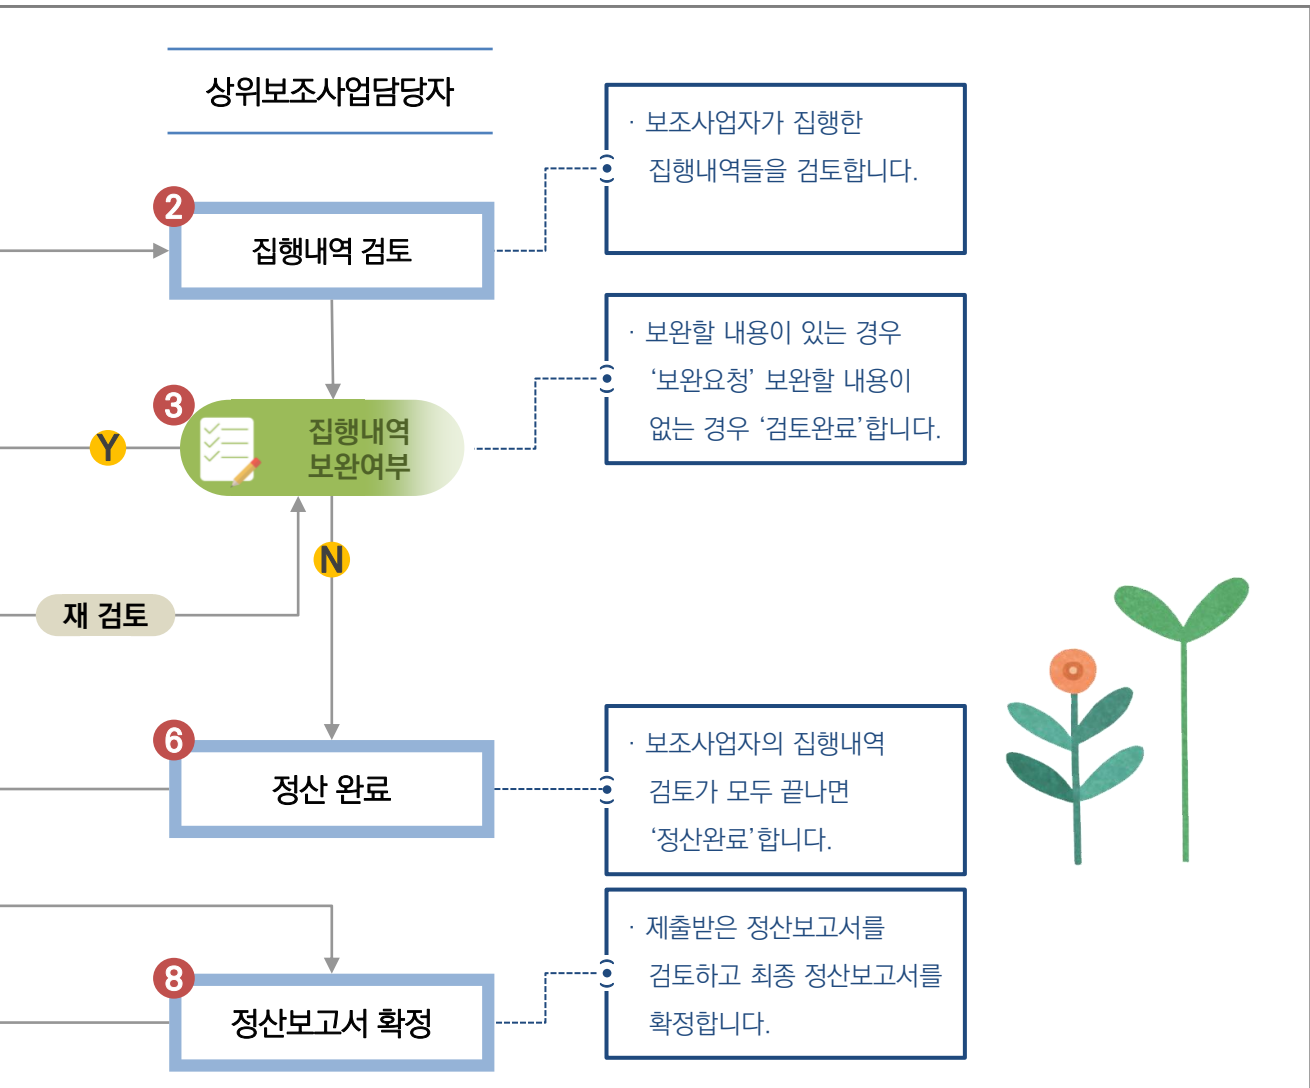 상위보조사업담당자
· 보조사업자가 집행한
집행내역들을 검토합니다.
2
집행내역 검토
· 보완할 내용이 있는 경우
‘보완요청’ 보완할 내용이
없는 경우 ‘검토완료’합니다.
3
집행내역
보완여부
Y
N
재 검토
6
정산 완료
· 보조사업자의 집행내역
검토가 모두 끝나면
‘정산완료’합니다.
8
정산보고서 확정
· 제출받은 정산보고서를
검토하고 최종 정산보고서를
확정합니다.